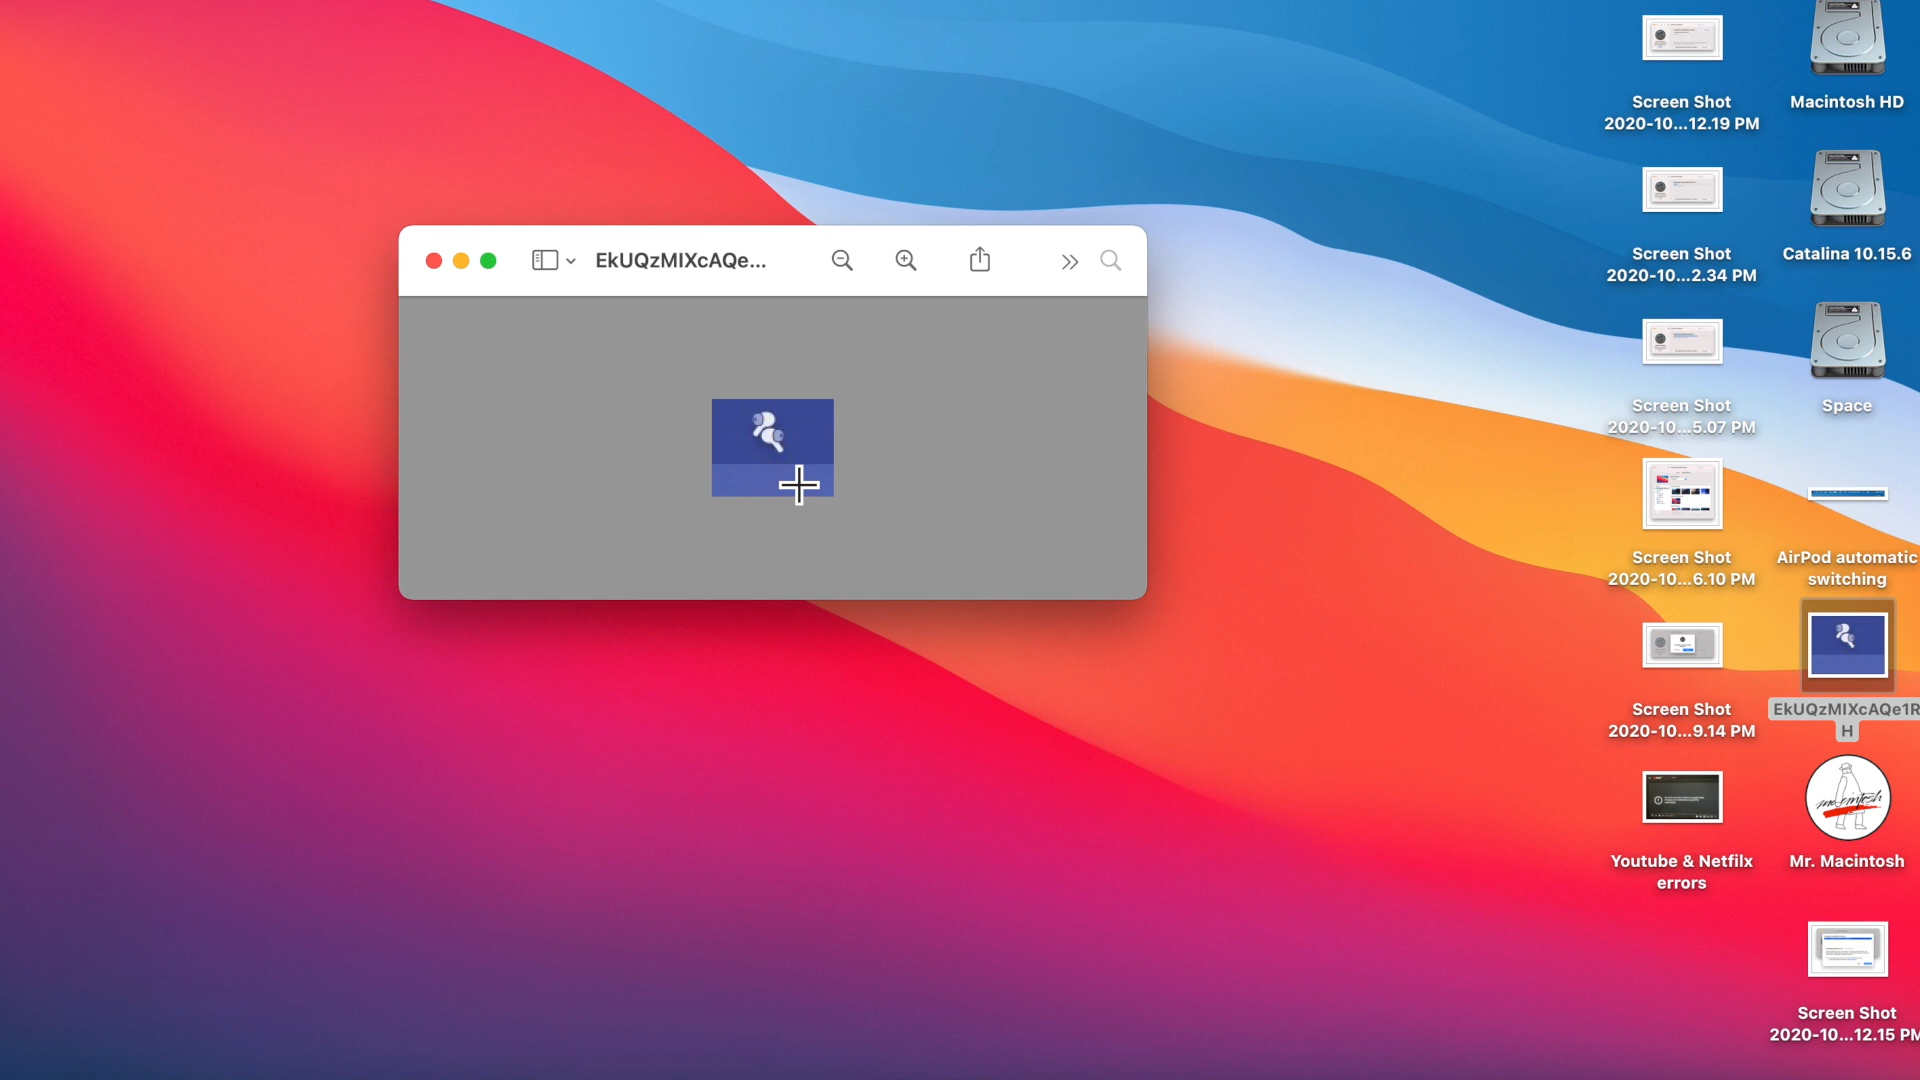 EkUQzMIXcAQe...
Screen Shot
2020-10...12.19 PM
Screen Shot
2020-10...2.34 PM
Screen Shot
2020-10...5.07 PM
Screen Shot
2020-10...6.10 PM
Screen Shot
2020-10...9.14 PM
Youtube & Netfilx
errors
Macintosh HD
Catalina 10.15.6
Space
AirPod automatic
switching
EkUQzMIXcAQe1R
H
macintosh
Mr. Macintosh
Screen Shot
2020-10...12.15 PM